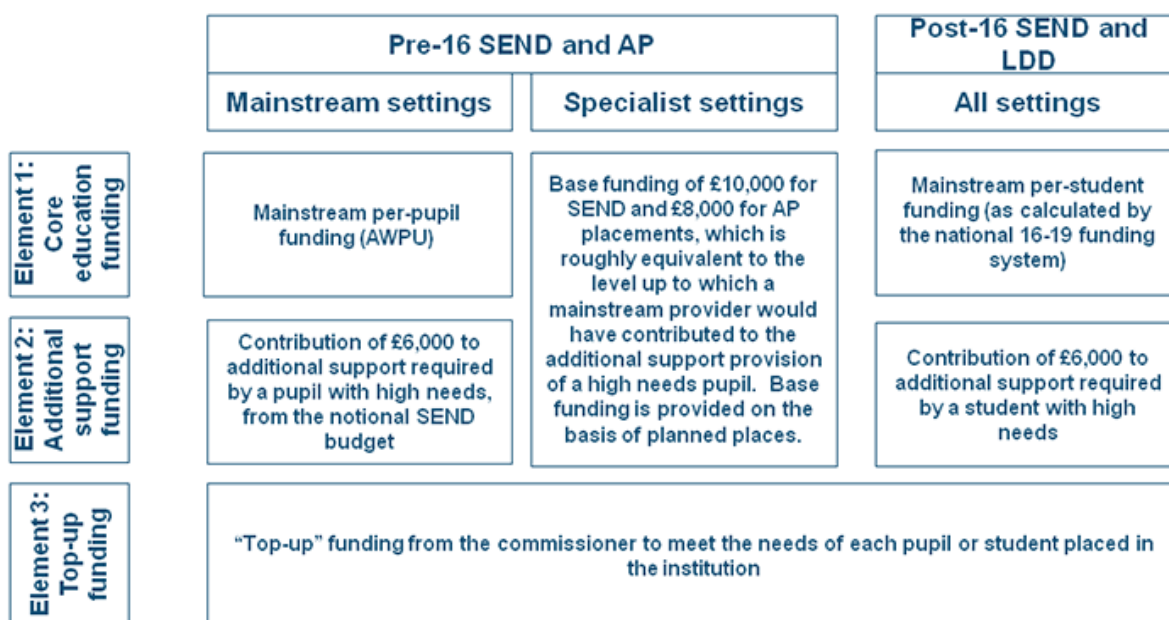 Pre-16 SEND and AP
Post-16 SEND and
LDD
Mainstream settings
Specialist settings
All settings
Element 1:
Core
education
funding
Mainstream per-pupil
funding (AWPU)
Base funding of £10,000 for
SEND and £8,000 for AP
placements, which is
roughly equivalent to the
level up to which a
mainstream provider would
have contributed to the
additional support provision
of a high needs pupil.  Base
funding is provided on the
basis of planned places.
Mainstream per-student
funding (as calculated by
the national 16-19 funding
system)
Element 2:
Additional
support
funding
Contribution of £6,000 to
additional support required
by a pupil with high needs,
from the notional SEND
budget
Contribution of £6,000 to
additional support required
by a student with high
needs
Element 3:
Top-up
funding
“Top-up” funding from the commissioner to meet the needs of each pupil or student placed in
the institution